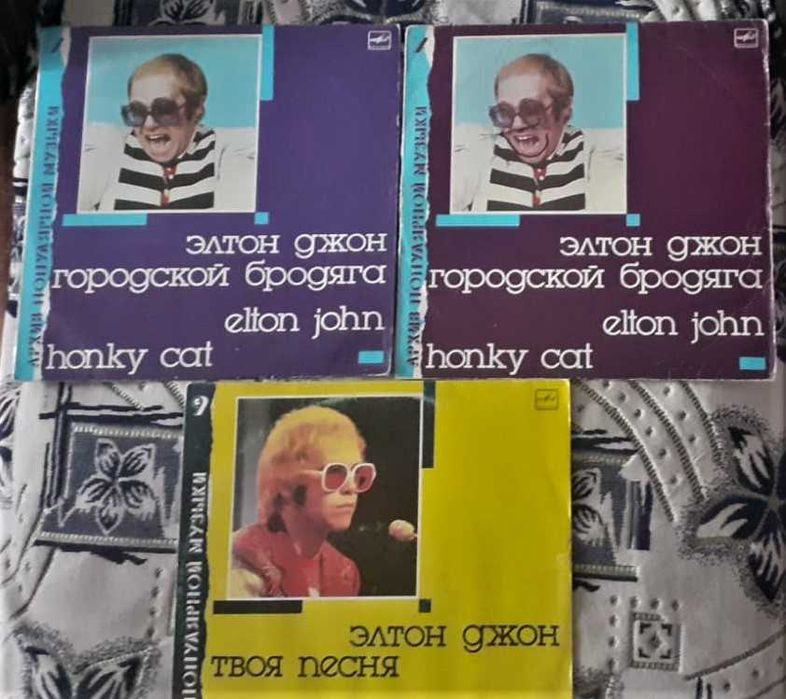 архив популярной музыки
элтон джон
городской бродяга
elton john
honky cat
архив популярной музыки
элтон джон
городской бродяга
elton john
honky cat
9
популярной музыки
элтон джон
твоя песня